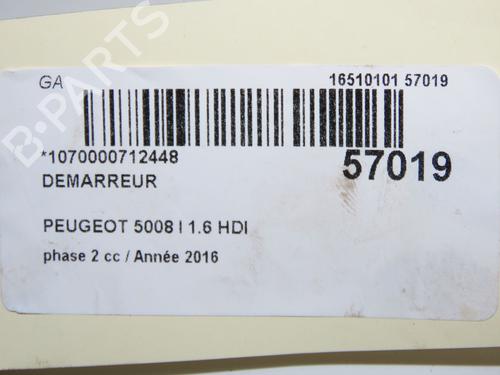 GA 16510101 57019
*1070000712448 57019
DEMARREUR
PEUGEOT 5008 I 1.6 HDI
phase 2 cc / Année 2016
B-PARTS